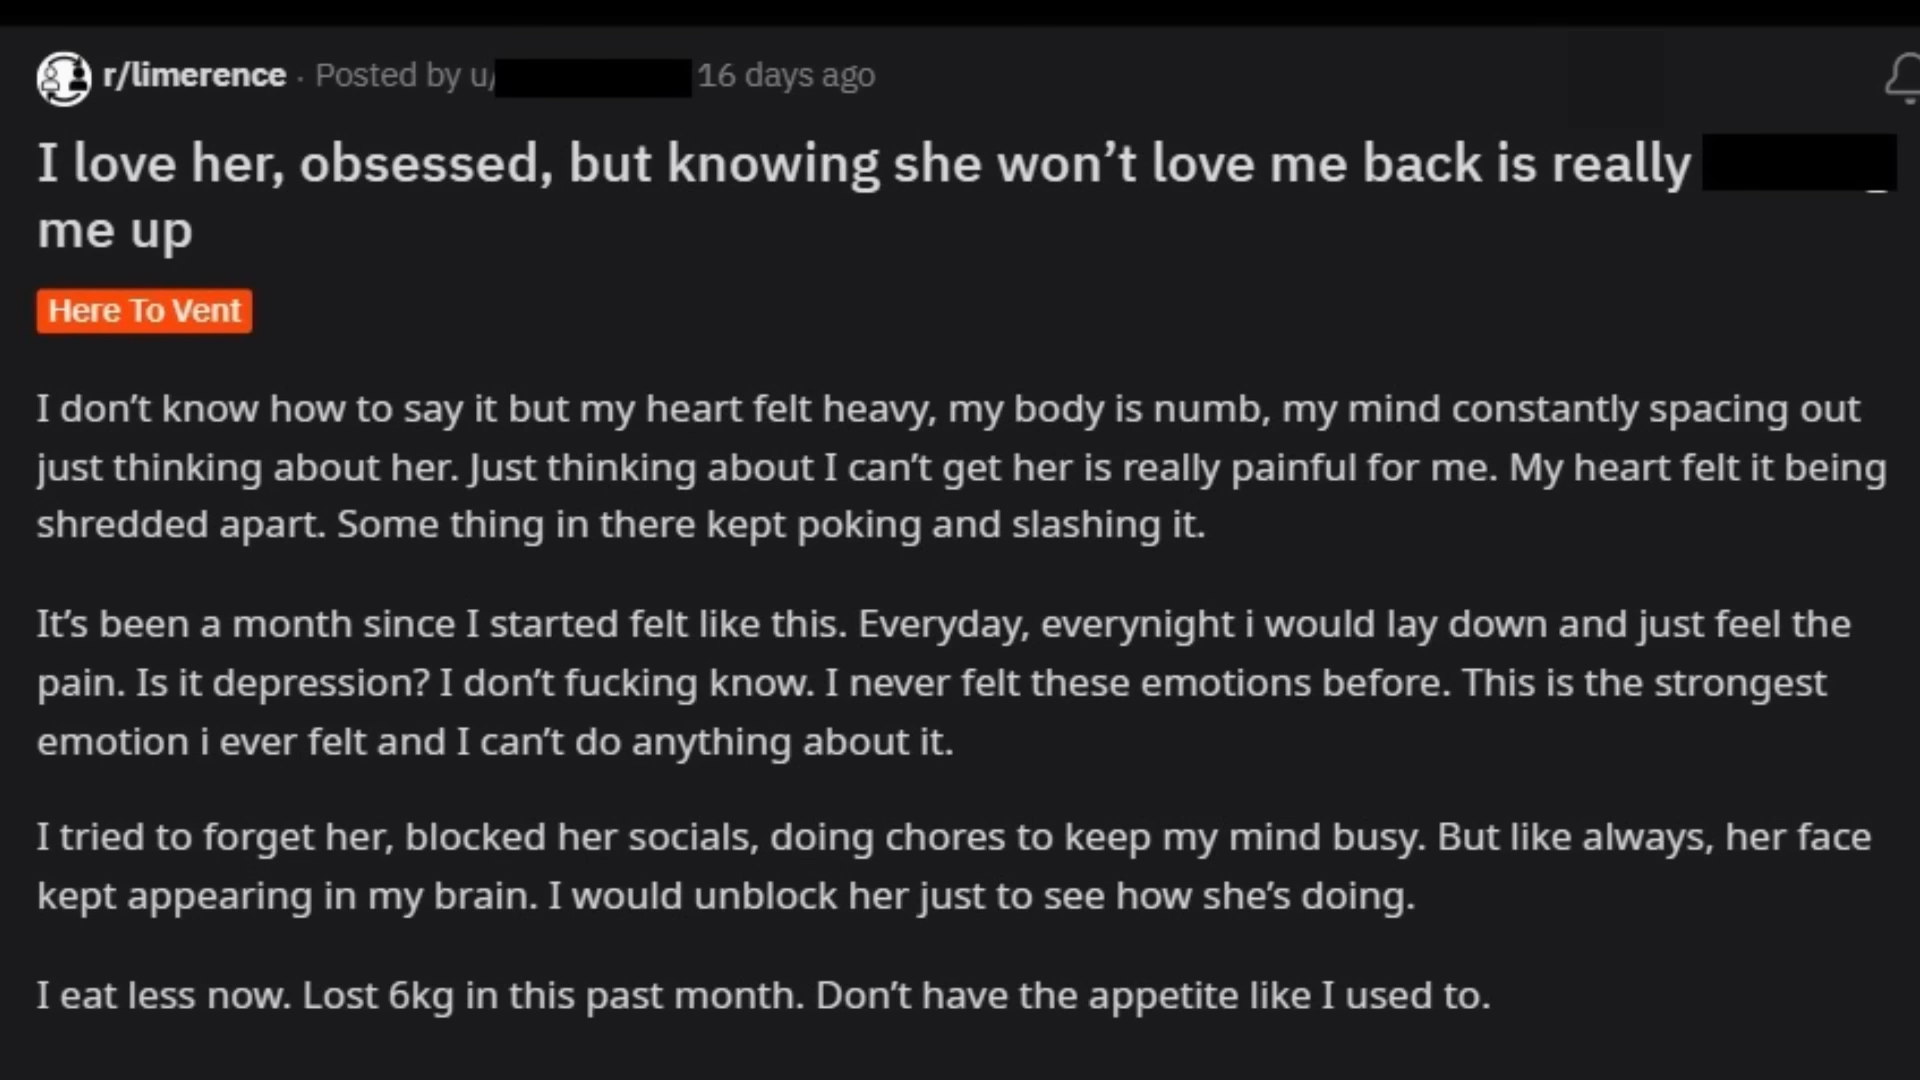 r/limerence · Posted by u/ 16 days ago
I love her, obsessed, but knowing she won’t love me back is really
me up
Here To Vent
I don’t know how to say it but my heart felt heavy, my body is numb, my mind constantly spacing out
just thinking about her. Just thinking about I can’t get her is really painful for me. My heart felt it being
shredded apart. Some thing in there kept poking and slashing it.
It’s been a month since I started felt like this. Everyday, everynight i would lay down and just feel the
pain. Is it depression? I don’t fucking know. I never felt these emotions before. This is the strongest
emotion i ever felt and I can’t do anything about it.
I tried to forget her, blocked her socials, doing chores to keep my mind busy. But like always, her face
kept appearing in my brain. I would unblock her just to see how she’s doing.
I eat less now. Lost 6kg in this past month. Don’t have the appetite like I used to.